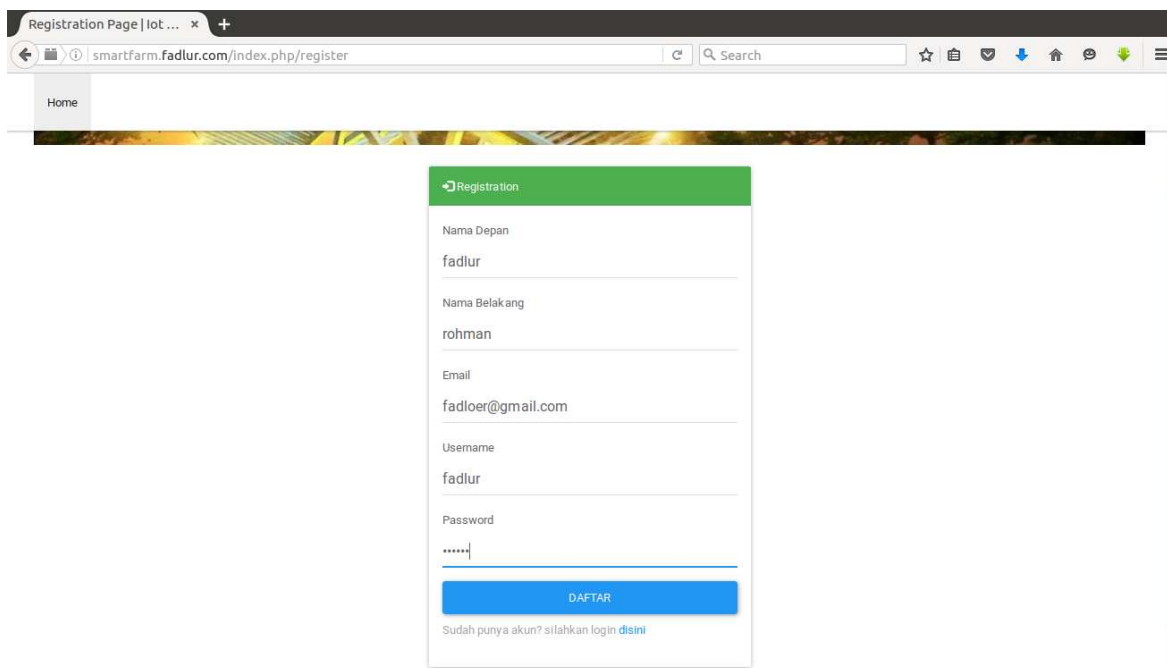 Registration Page | Iot ... × +
smartfarm.fadlur.com/index.php/register
Search
Home
Registration
Nama Depan
fadlur
Nama Belakang
rohman
Email
fadloer@gmail.com
Username
fadlur
Password
••••••
DAFTAR
Sudah punya akun? silahkan login disini